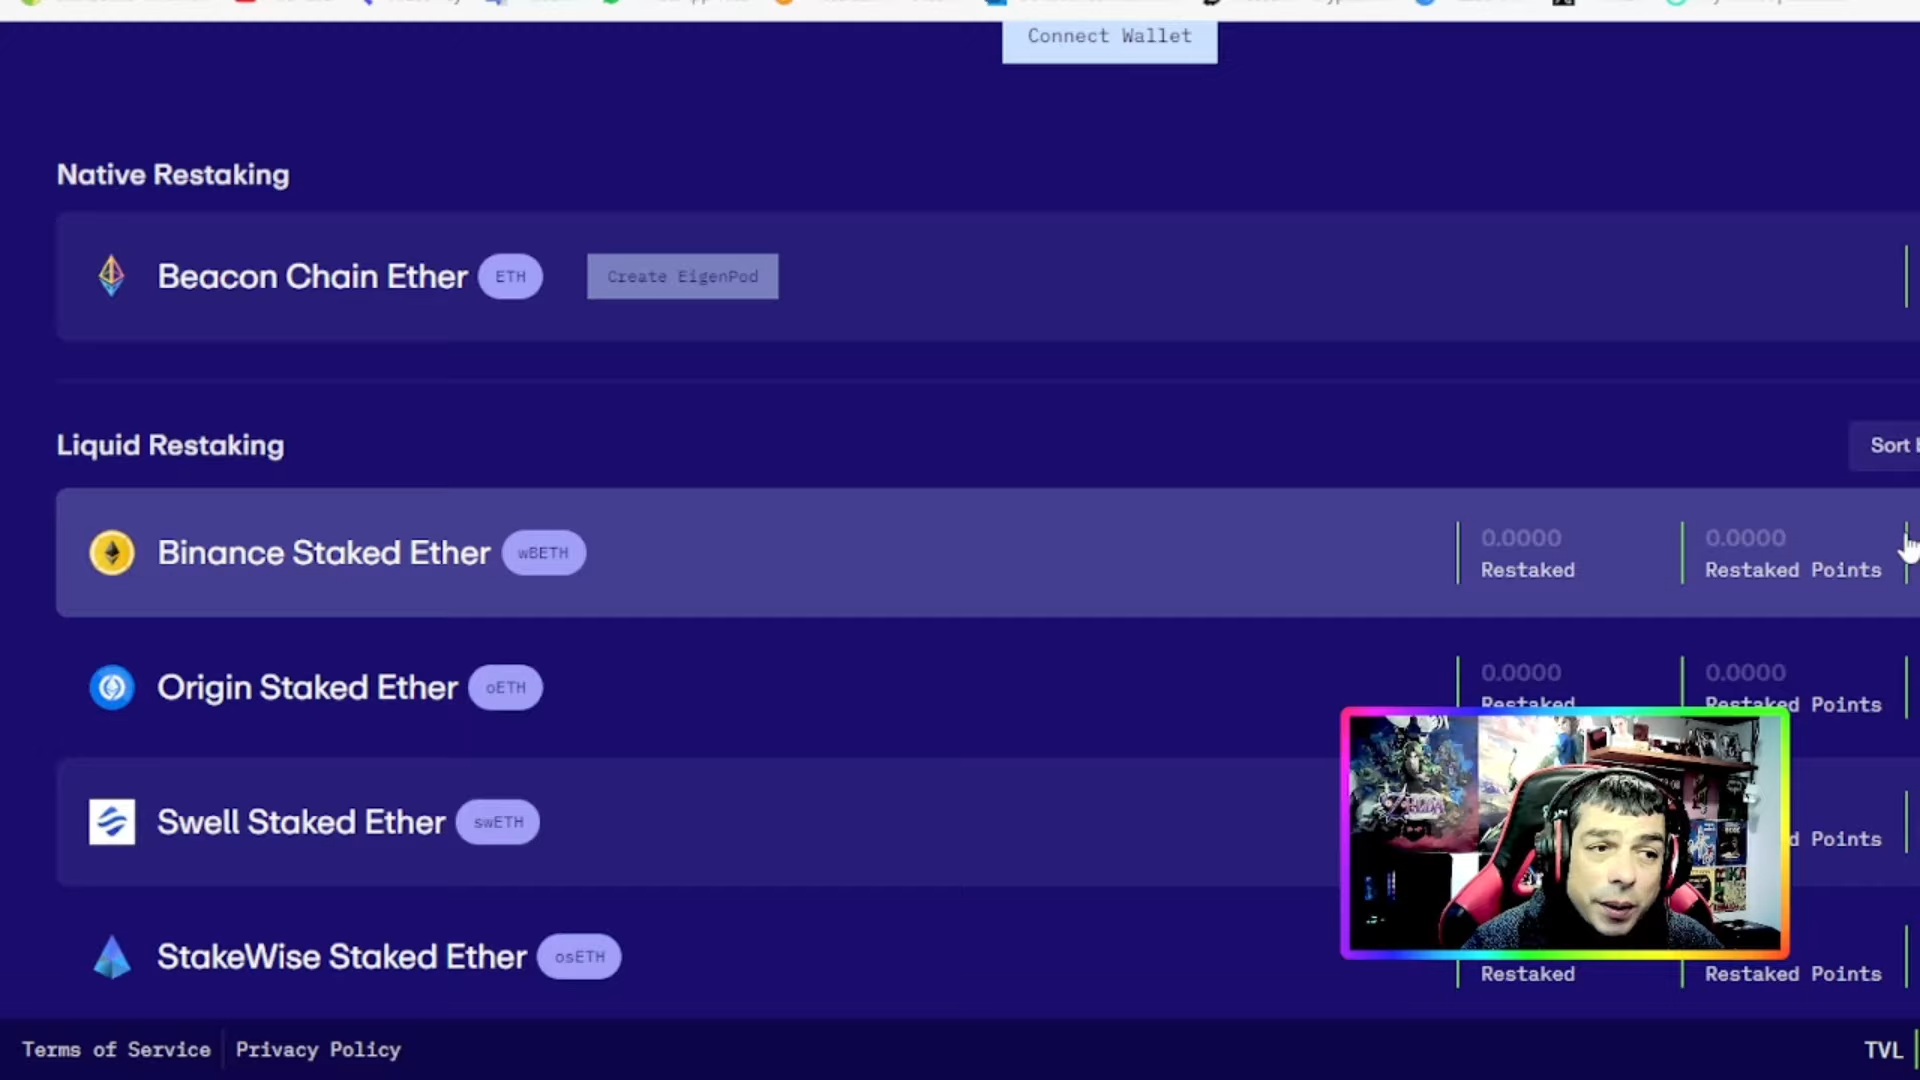 Connect Wallet
Native Restaking
Beacon Chain Ether ETH Create EigenPod
Liquid Restaking
Sort
Binance Staked Ether wBETH
0.0000 0.0000
Restaked Restaked Points
Origin Staked Ether oETH
0.0000 0.0000
Restaked Restaked Points
Swell Staked Ether swETH
Points
ZELDA
StakeWise Staked Ether osETH
Restaked Restaked Points
Terms of Service Privacy Policy TVL